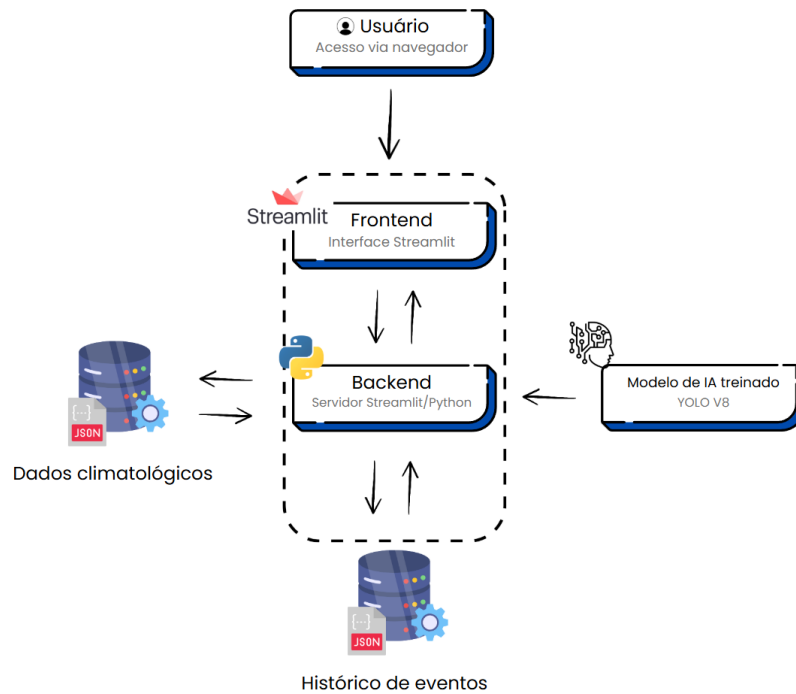 Usuário
Acesso via navegador
Streamlit
Frontend
Interface Streamlit
Backend
Servidor Streamlit/Python
Modelo de IA treinado
YOLO V8
{...}
JSON
Dados climatológicos
{...}
JSON
Histórico de eventos